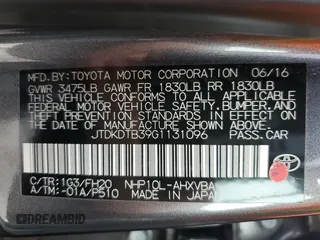 MFD.BY:TOYOTA MOTOR CORPORATION 06/16
GVWR 3475LB GAWR FR 1830LB RR 1830LB
THIS VEHICLE CONFORMS TO ALL APPLICABLE
FEDERAL MOTOR VEHICLE SAFETY,BUMPER,AND
THEFT PREVENTION STANDARDS IN EFFECT ON
THE DATE OF MANUFACTURE SHOWN ABOVE.
JTDKDTB39G1131096 PASS.CAR
C/TR:1G3/FH20 NHP10L-AHXVBA
A/TM:-01A/P510 MADE IN JAPAN
TOYOTA
AUTOBIDMASTER